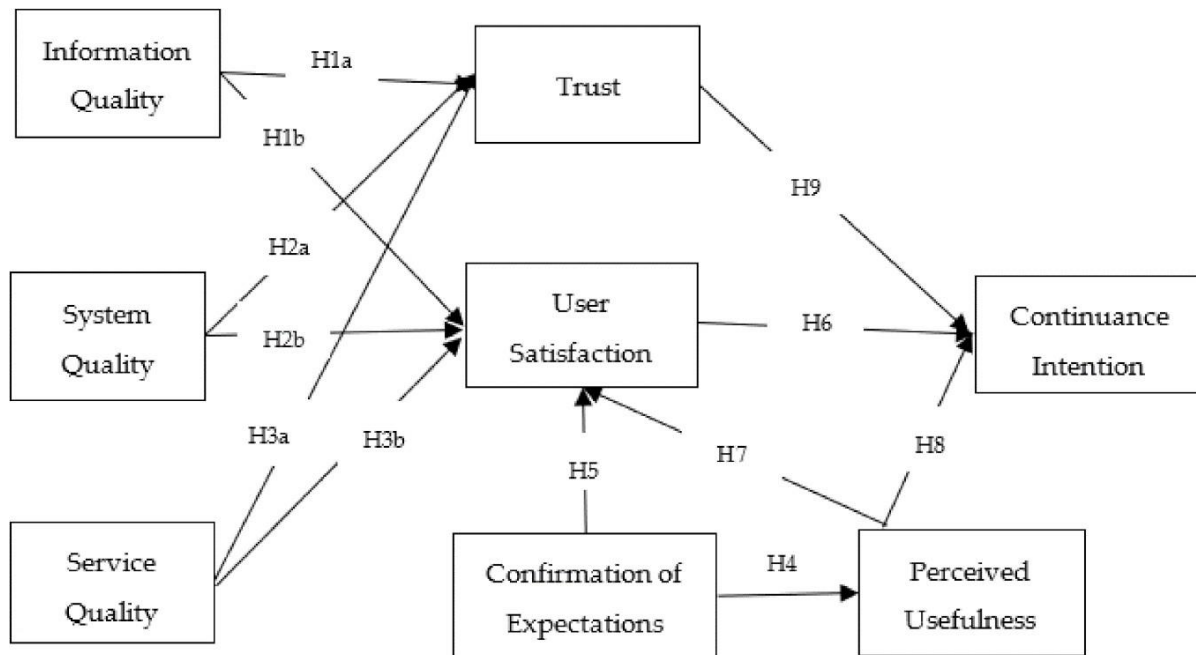 Information
Quality
H1a
Trust
H1b
H9
H2a
System
Quality
H2b
User
Satisfaction
H6
Continuance
Intention
H3a
H3b
H5
H7
H8
Service
Quality
Confirmation of
Expectations
H4
Perceived
Usefulness